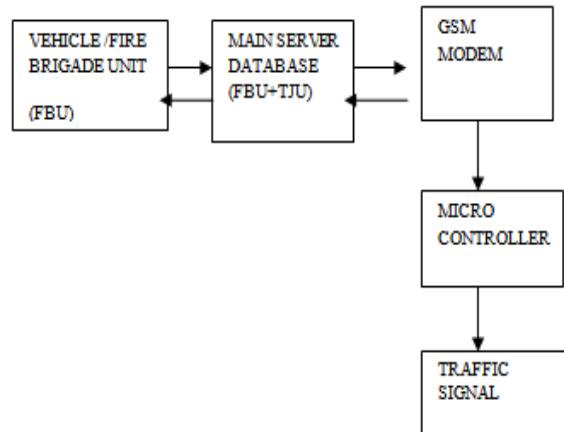 VEHICLE /FIRE
BRIGADE UNIT
(FBU)
MAIN SERVER
DATABASE
(FBU+TJU)
GSM
MODEM
MICRO
CONTROLLER
TRAFFIC
SIGNAL